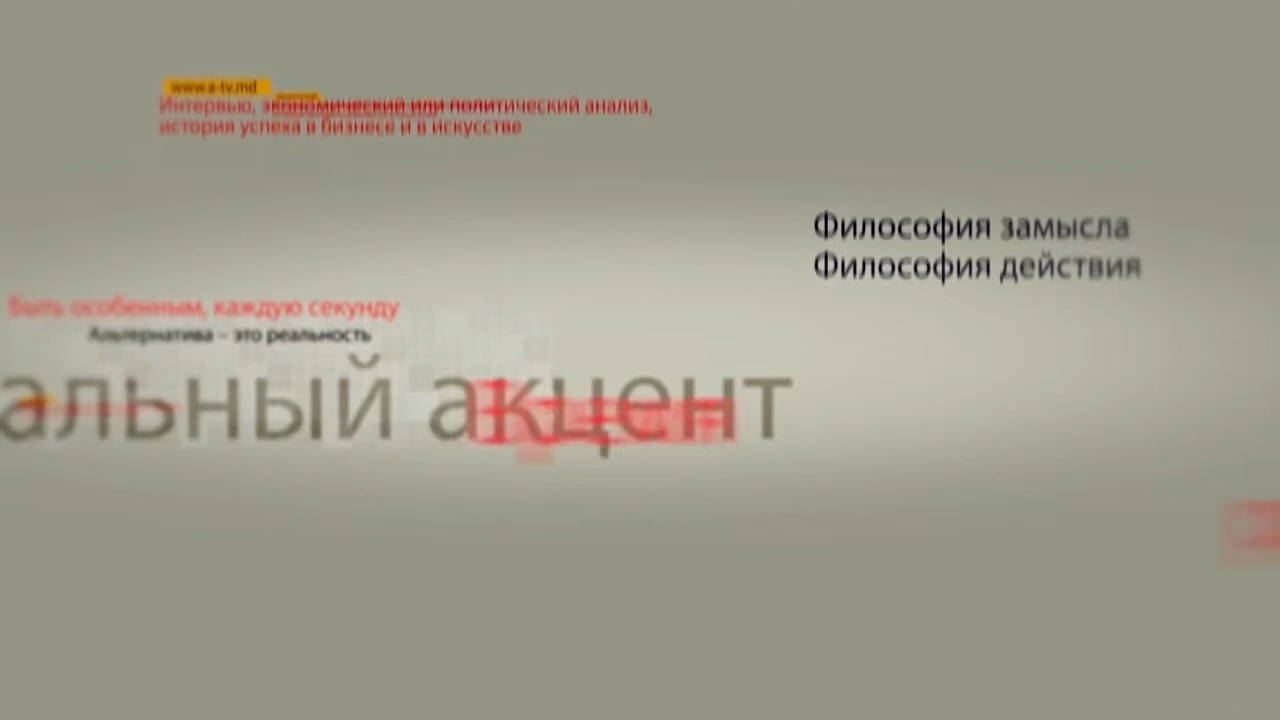 www.a-tv.md
Интервью, экономический или политический анализ,
история успеха в бизнесе и в искусстве
Философия замысла
Философия действия
Быть особенным, каждую секунду
Альтернатива – это реальность
альный акцент